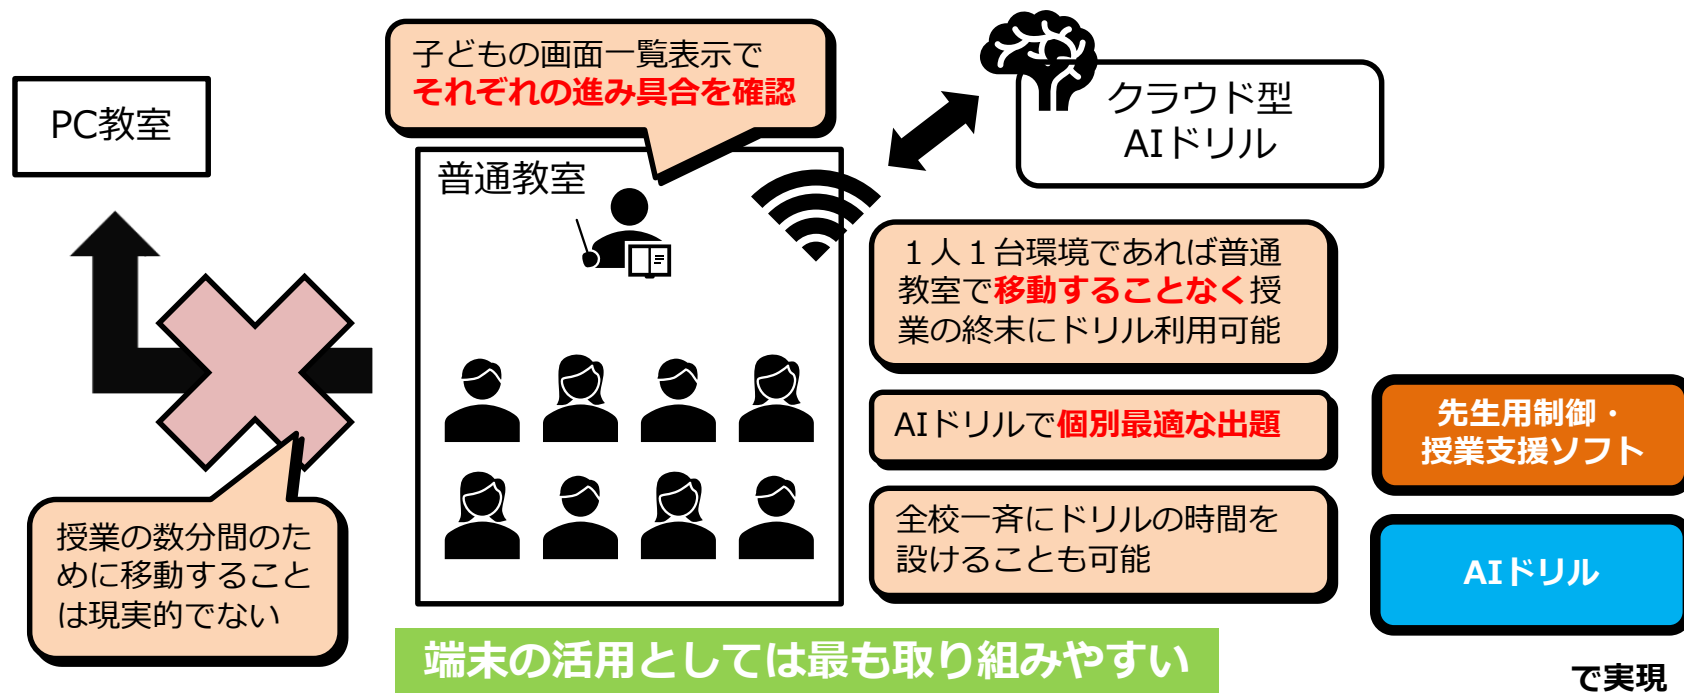 PC教室
子どもの画面一覧表示で
それぞれの進み具合を確認
クラウド型
AIドリル
普通教室
1人1台環境であれば普通
教室で移動することなく授
業の終末にドリル利用可能
AIドリルで個別最適な出題
全校一斉にドリルの時間を
設けることも可能
授業の数分間のた
めに移動すること
は現実的でない
先生用制御・
授業支援ソフト
AIドリル
で実現
端末の活用としては最も取り組みやすい